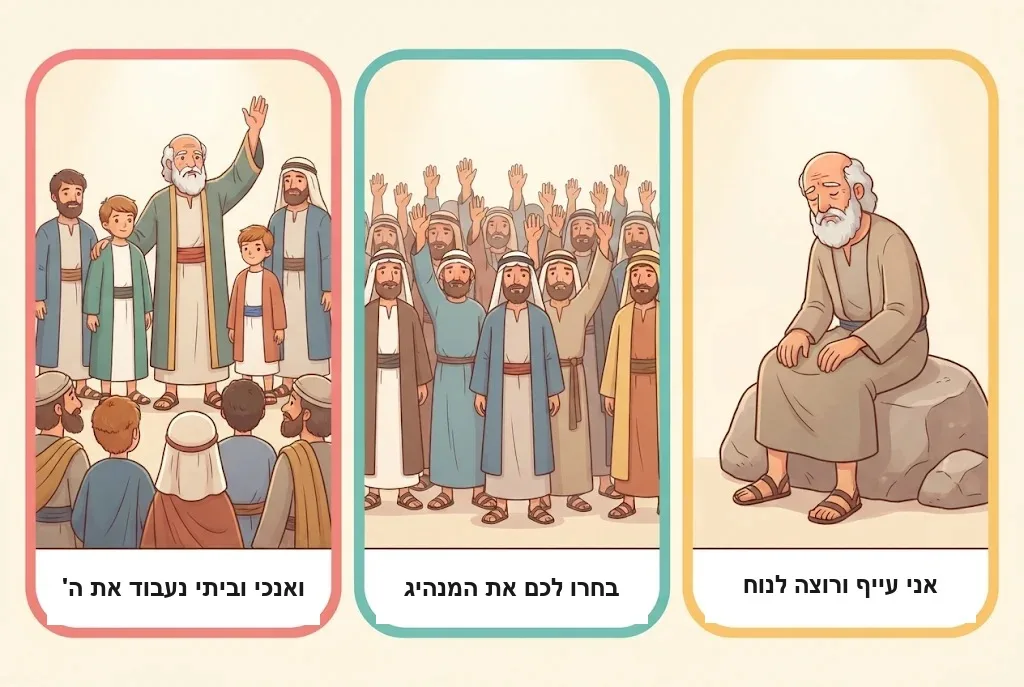 אני עייף ורוצה לנוח
בחרו לכם את המנהיג
ואנכי וביתי נעבוד את ה'